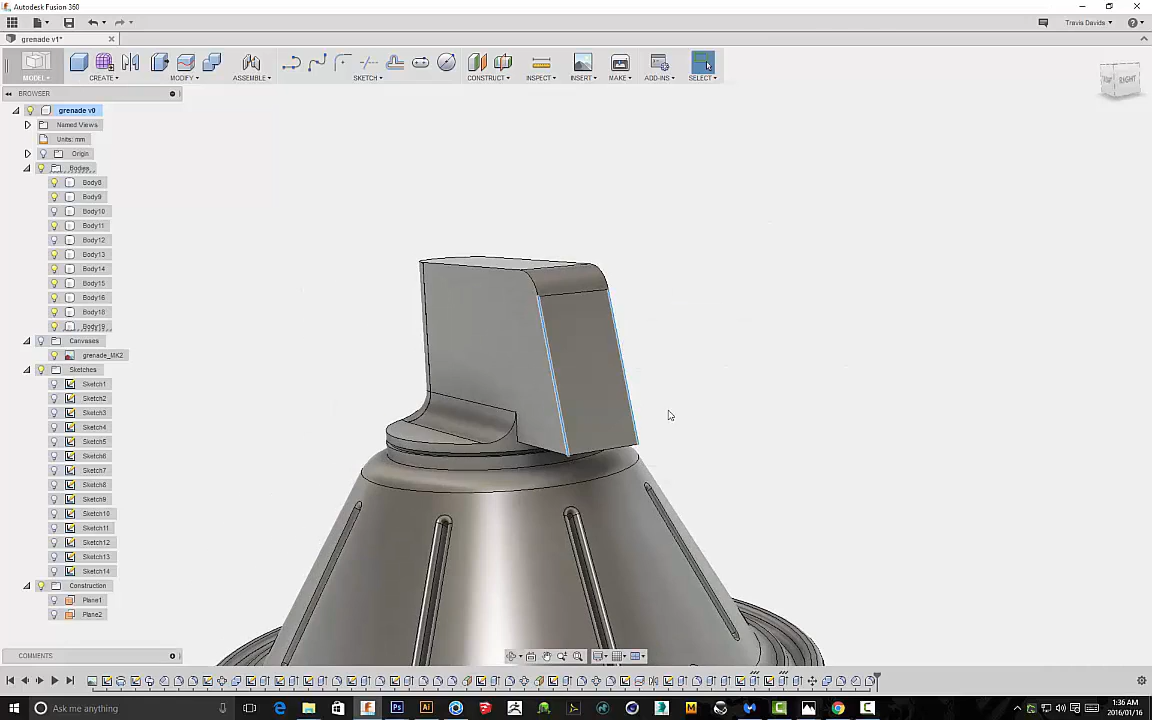 Autodesk Fusion 360
Travis Davids
grenade v1*
MODEL
CREATE
MODIFY
ASSEMBLE
SKETCH
CONSTRUCT
INSPECT
INSERT
MAKE
ADD-INS
SELECT
BROWSER
RIGHT
grenade v0
Named Views
Units: mm
Origin
Bodies
Body8
Body9
Body10
Body11
Body12
Body13
Body14
Body15
Body16
Body18
Body19
Canvases
grenade_MK2
Sketches
Sketch1
Sketch2
Sketch3
Sketch4
Sketch5
Sketch6
Sketch7
Sketch8
Sketch9
Sketch10
Sketch11
Sketch12
Sketch13
Sketch14
Construction
Plane1
Plane2
COMMENTS
Ask me anything
1:36 AM
2016/01/16